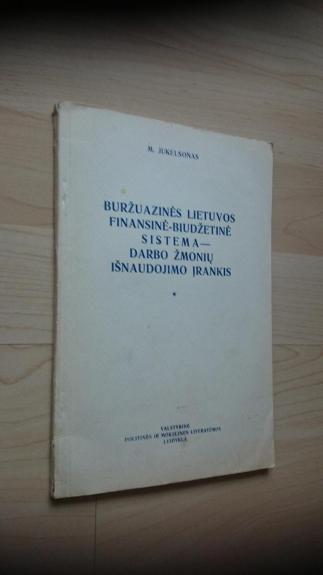 M. JUKELSONAS
BURŽUAZINĖS LIETUVOS
FINANSINĖ-BIUDŽETINĖ
SISTEMA—
DARBO ŽMONIŲ
IŠNAUDOJIMO ĮRANKIS
VALSTYBINĖ
POLITINĖS IR MOKSLINĖS LITERATŪROS
LEIDYKLA